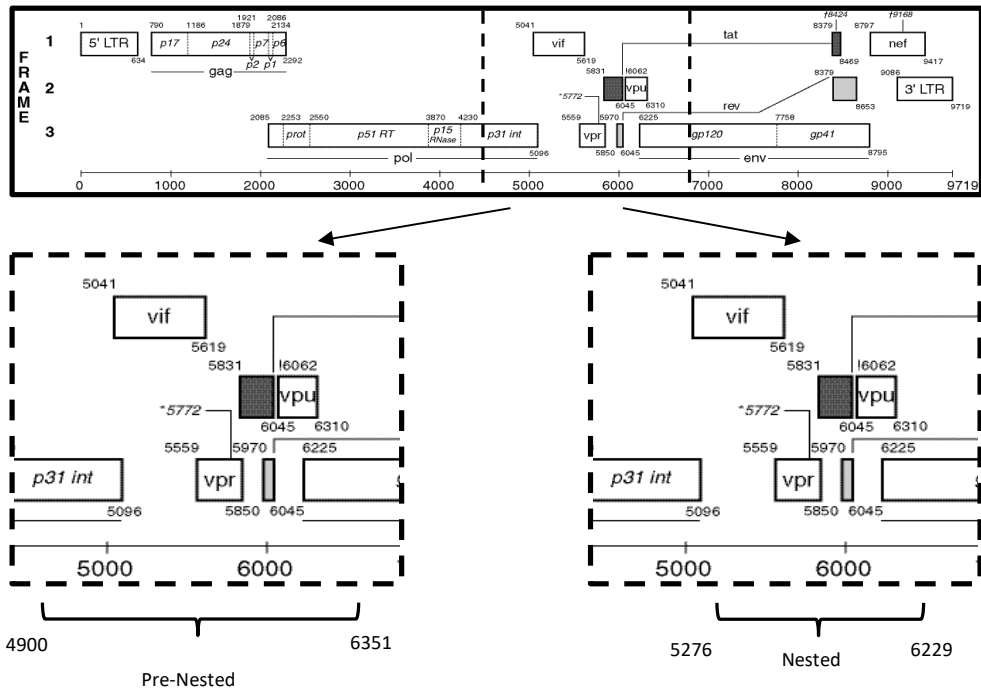 1 790 1186 1921 1879 2086 2134 5041 †8424 8379 †9168 8797
FRAME
1 5' LTR p17 p24 p7 p6 vif tat nef
634 p2 p1 2292 5619 8469 9417
gag
5831 !6062 8379 9086
2 vpu 3' LTR
*5772 6045 6310 rev 8653 9719
2085 2253 2550 3870 4230 5559 5970 6225 7758
3 prot p51 RT p15 RNase p31 int vpr gp120 gp41
5096 5850 6045 8795
pol env
0 1000 2000 3000 4000 5000 6000 7000 8000 9000 9719
5041
vif
5619
5831 !6062
vpu
*5772 6045 6310
5559 5970 6225
p31 int vpr
5096 5850 6045
5000 6000
4900 6351
Pre-Nested
5041
vif
5619
5831 !6062
vpu
*5772 6045 6310
5559 5970 6225
p31 int vpr
5096 5850 6045
5000 6000
5276 6229
Nested